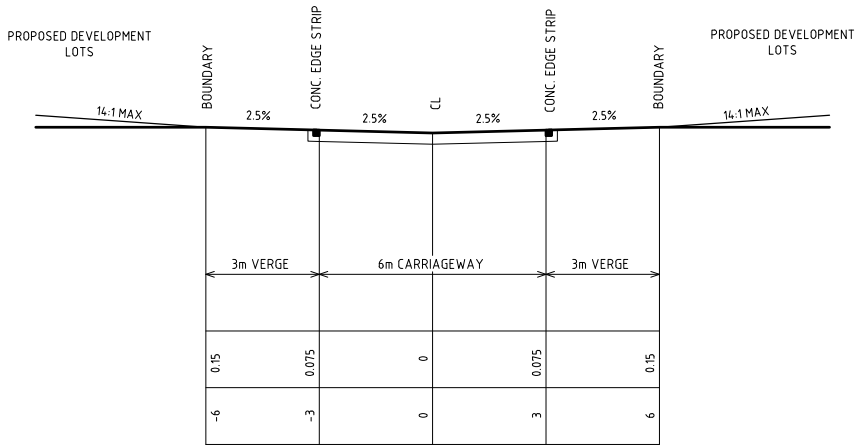 PROPOSED DEVELOPMENT
LOTS
BOUNDARY
CONC. EDGE STRIP
CL
CONC. EDGE STRIP
BOUNDARY
PROPOSED DEVELOPMENT
LOTS
14:1 MAX
2.5%
2.5%
2.5%
2.5%
14:1 MAX
3m VERGE
6m CARRIAGEWAY
3m VERGE
0.15
0.075
0
0.075
0.15
-6
-3
0
3
6